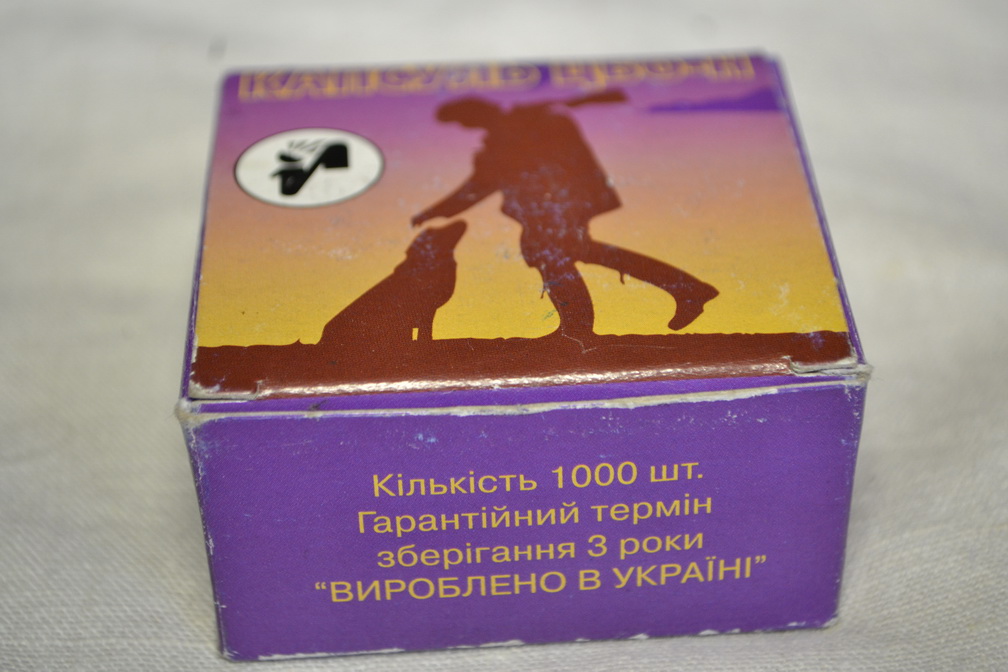 Кількість 1000 шт.
Гарантійний термін
зберігання 3 роки
“ВИРОБЛЕНО В УКРАЇНІ”